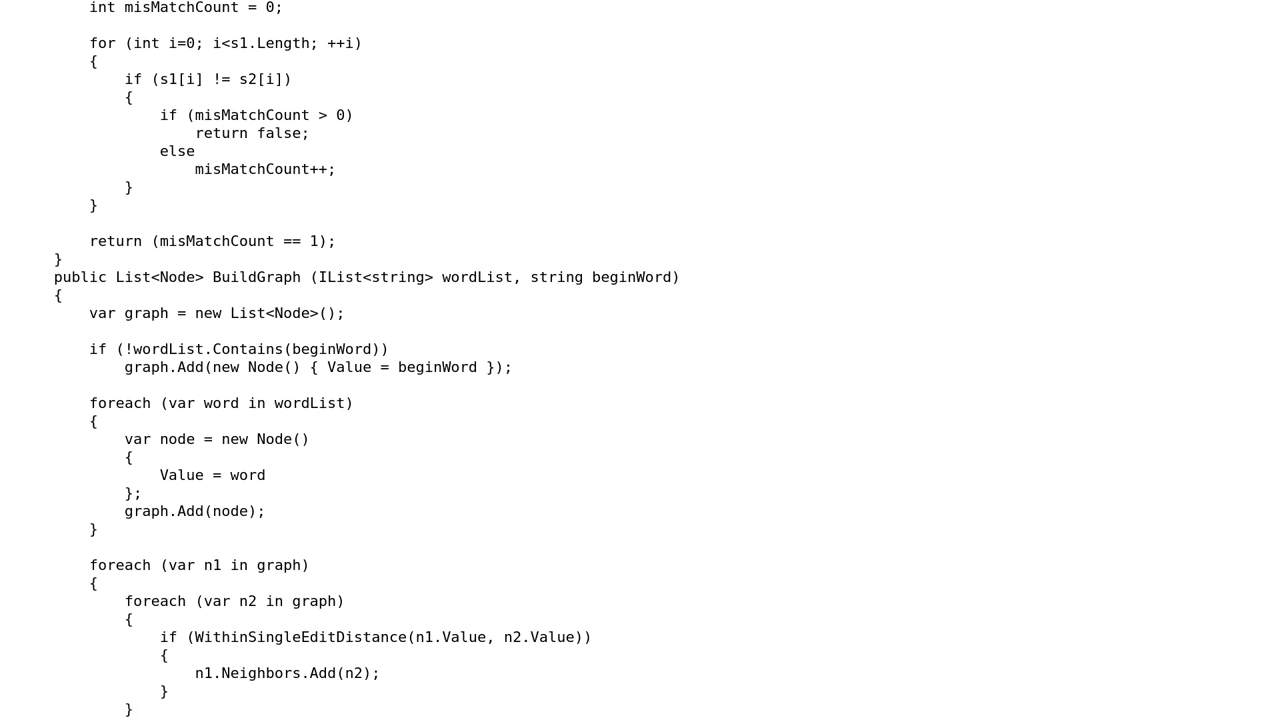 int misMatchCount = 0;
for (int i=0; i<s1.Length; ++i)
{
if (s1[i] != s2[i])
{
if (misMatchCount > 0)
return false;
else
misMatchCount++;
}
}
return (misMatchCount == 1);
}
public List<Node> BuildGraph (IList<string> wordList, string beginWord)
{
var graph = new List<Node>();
if (!wordList.Contains(beginWord))
graph.Add(new Node() { Value = beginWord });
foreach (var word in wordList)
{
var node = new Node()
{
Value = word
};
graph.Add(node);
}
foreach (var n1 in graph)
{
foreach (var n2 in graph)
{
if (WithinSingleEditDistance(n1.Value, n2.Value))
{
n1.Neighbors.Add(n2);
}
}